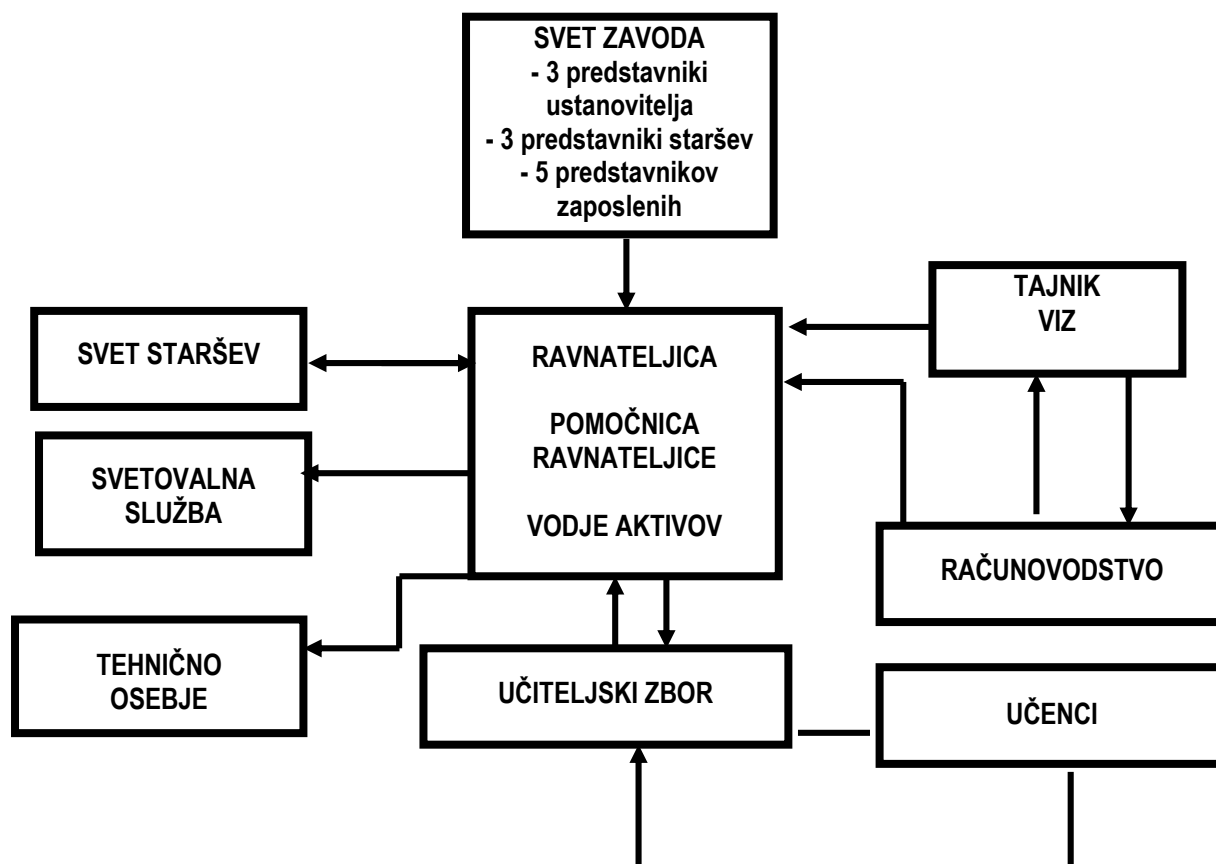 SVET ZAVODA
- 3 predstavniki
ustanovitelja
- 3 predstavniki staršev
- 5 predstavnikov
zaposlenih
TAJNIK
VIZ
SVET STARŠEV
RAVNATELJICA
POMOČNICA
RAVNATELJICE
VODJE AKTIVOV
SVETOVALNA
SLUŽBA
RAČUNOVODSTVO
TEHNIČNO
OSEBJE
UČITELJSKI ZBOR
UČENCI